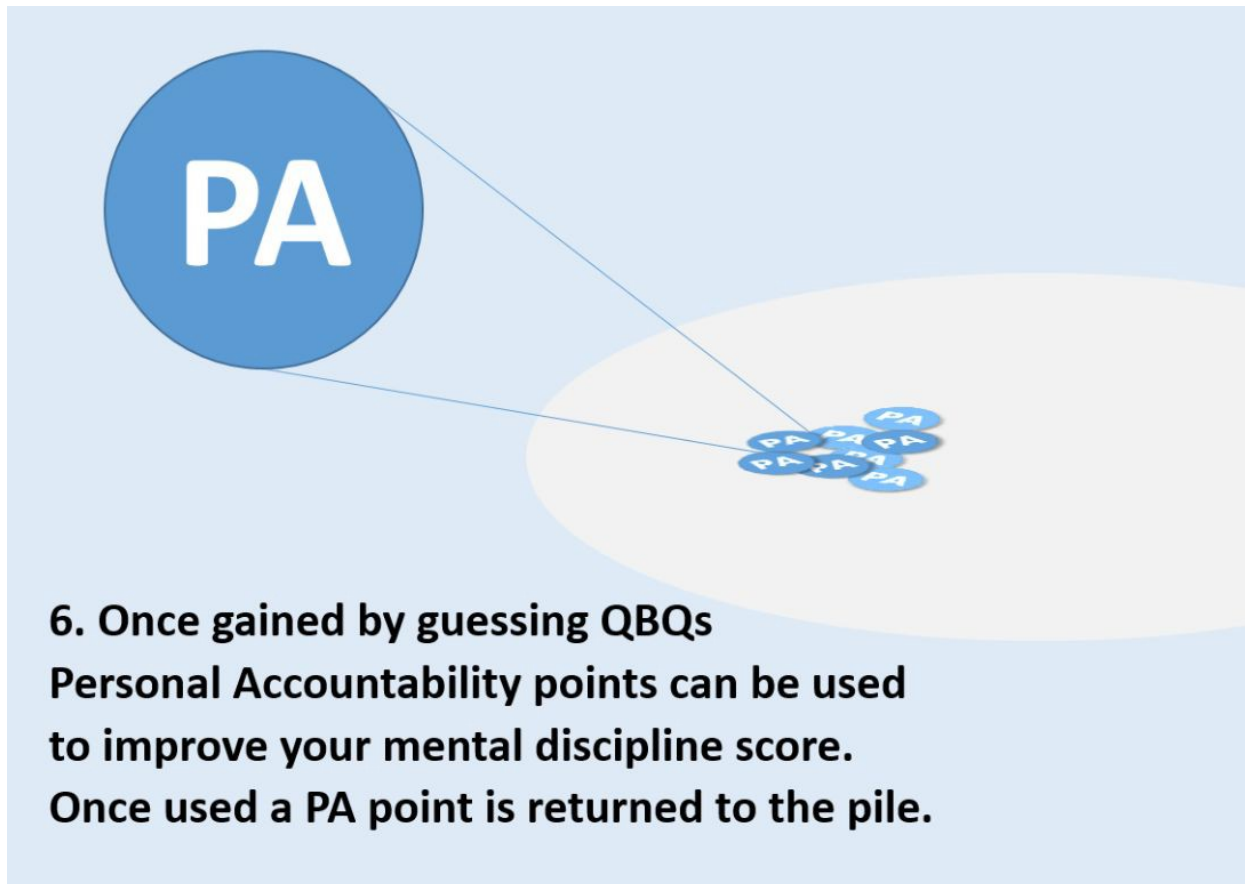 PA
PA
PA
PA
PA
PA
PA
PA
PA
6. Once gained by guessing QBQs
Personal Accountability points can be used
to improve your mental discipline score.
Once used a PA point is returned to the pile.